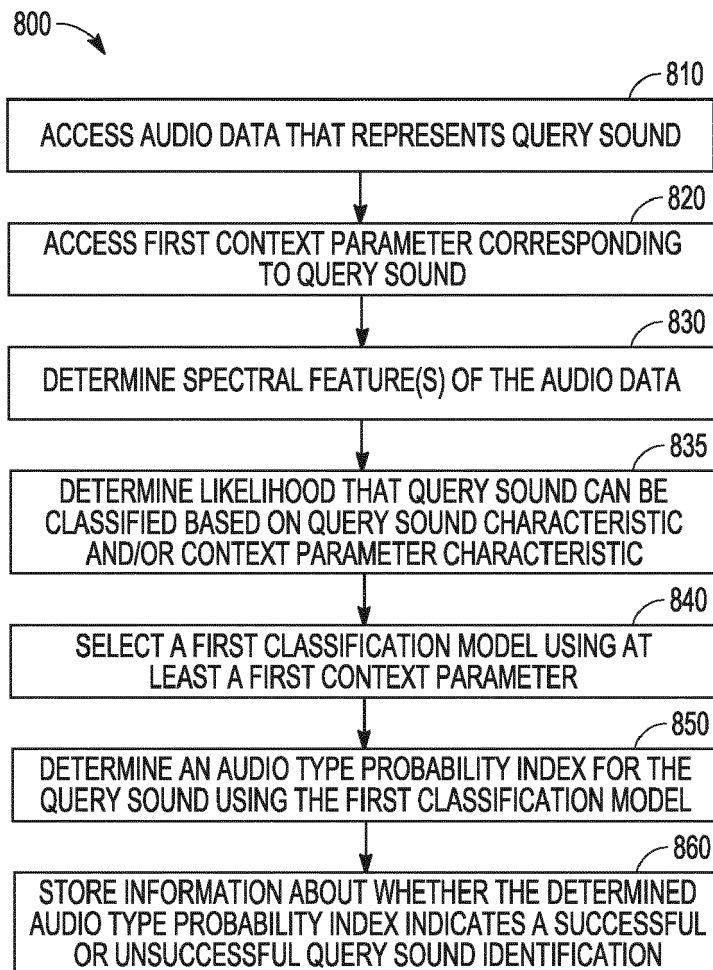 800
810
ACCESS AUDIO DATA THAT REPRESENTS QUERY SOUND
820
ACCESS FIRST CONTEXT PARAMETER CORRESPONDING
TO QUERY SOUND
830
DETERMINE SPECTRAL FEATURE(S) OF THE AUDIO DATA
835
DETERMINE LIKELIHOOD THAT QUERY SOUND CAN BE
CLASSIFIED BASED ON QUERY SOUND CHARACTERISTIC
AND/OR CONTEXT PARAMETER CHARACTERISTIC
840
SELECT A FIRST CLASSIFICATION MODEL USING AT
LEAST A FIRST CONTEXT PARAMETER
850
DETERMINE AN AUDIO TYPE PROBABILITY INDEX FOR THE
QUERY SOUND USING THE FIRST CLASSIFICATION MODEL
860
STORE INFORMATION ABOUT WHETHER THE DETERMINED
AUDIO TYPE PROBABILITY INDEX INDICATES A SUCCESSFUL
OR UNSUCCESSFUL QUERY SOUND IDENTIFICATION